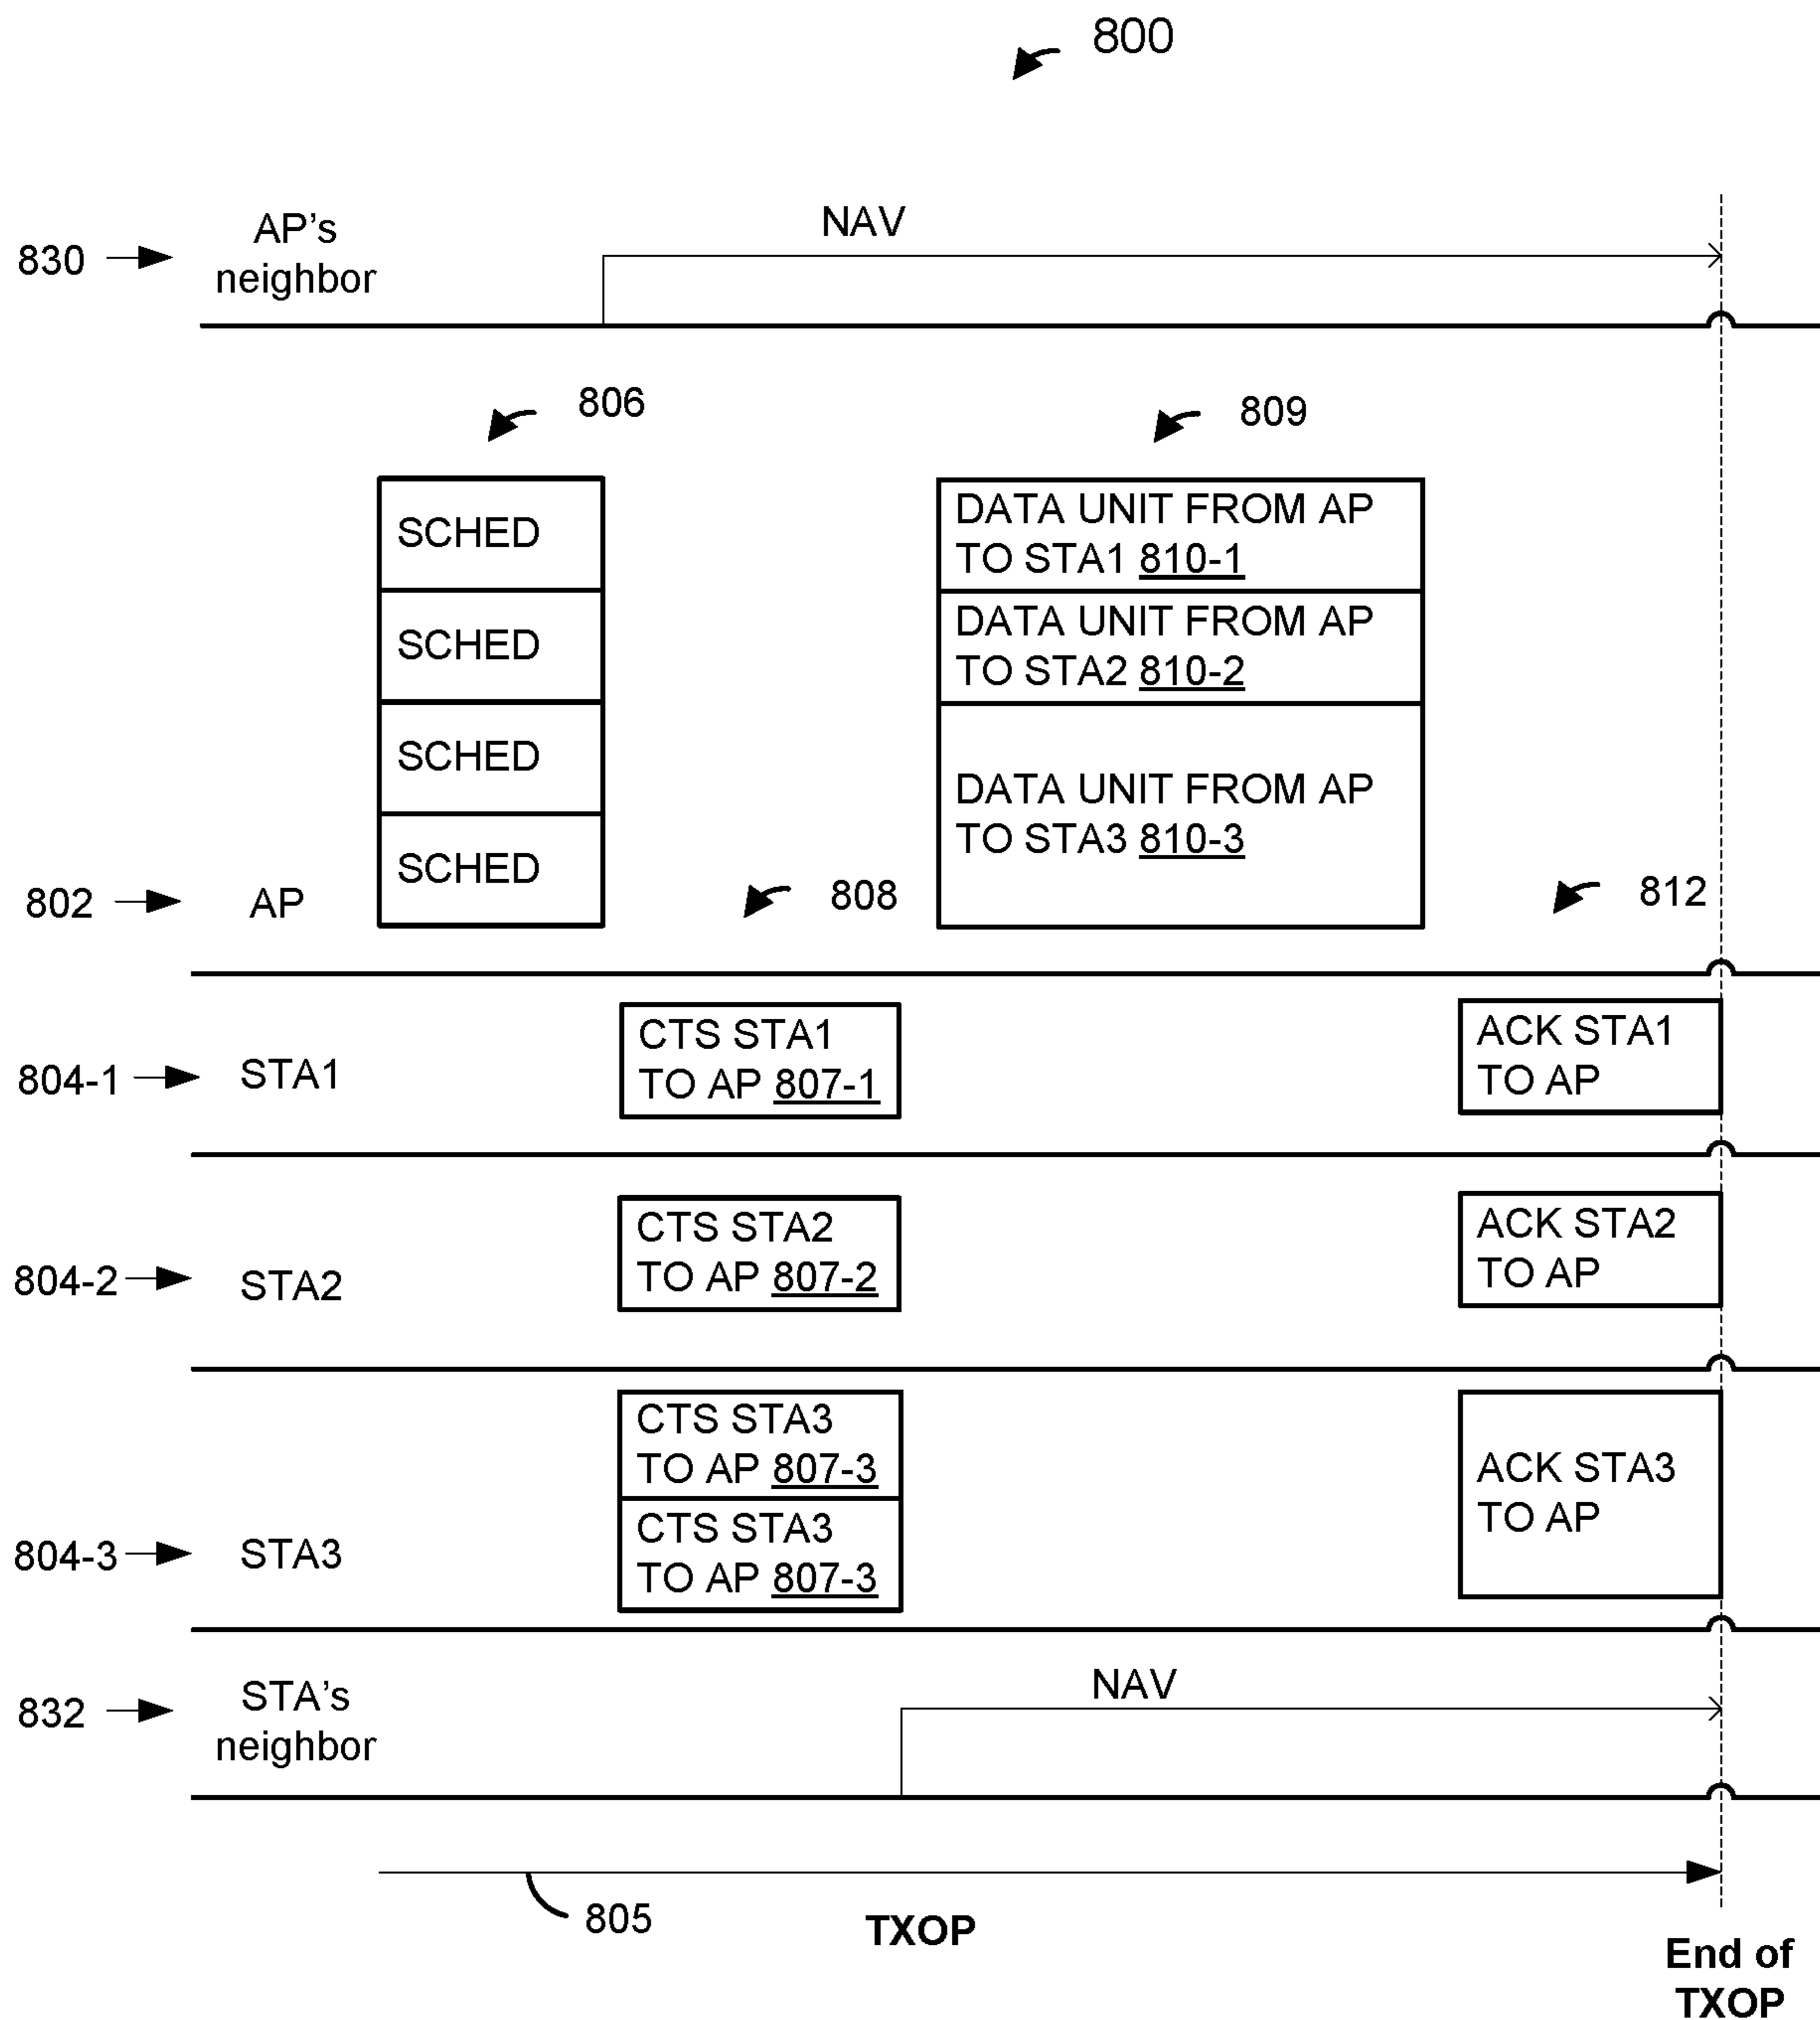 800
NAV
AP's
neighbor
830
806
809
SCHED
SCHED
SCHED
SCHED
DATA UNIT FROM AP
TO STA1 810-1
DATA UNIT FROM AP
TO STA2 810-2
DATA UNIT FROM AP
TO STA3 810-3
802
AP
808
812
CTS STA1
TO AP 807-1
ACK STA1
TO AP
804-1
STA1
CTS STA2
TO AP 807-2
ACK STA2
TO AP
804-2
STA2
CTS STA3
TO AP 807-3
CTS STA3
TO AP 807-3
ACK STA3
TO AP
804-3
STA3
NAV
832
STA's
neighbor
805
TXOP
End of
TXOP